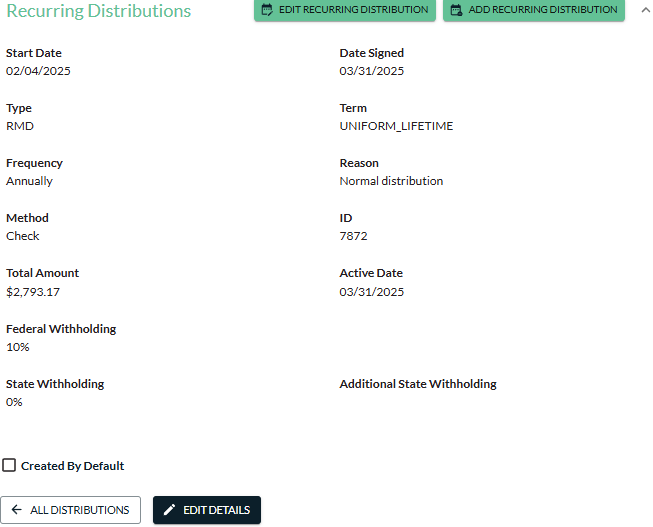 Recurring Distributions
EDIT RECURRING DISTRIBUTION
ADD RECURRING DISTRIBUTION
Start Date
02/04/2025
Date Signed
03/31/2025
Type
RMD
Term
UNIFORM_LIFETIME
Frequency
Annually
Reason
Normal distribution
Method
Check
ID
7872
Total Amount
$2,793.17
Active Date
03/31/2025
Federal Withholding
10%
State Withholding
0%
Additional State Withholding
Created By Default
ALL DISTRIBUTIONS
EDIT DETAILS